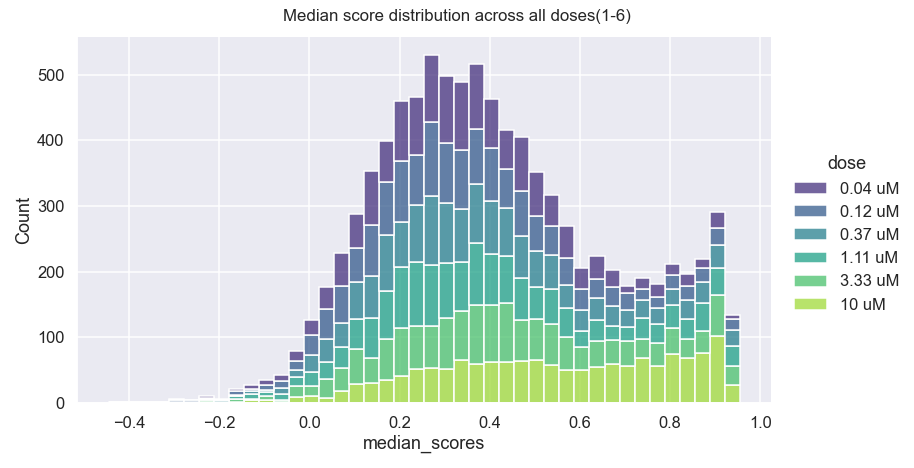 Median score distribution across all doses(1-6)
Count
500
400
300
200
100
0
−0.4
−0.2
0.0
0.2
0.4
0.6
0.8
1.0
median_scores
dose
0.04 uM
0.12 uM
0.37 uM
1.11 uM
3.33 uM
10 uM